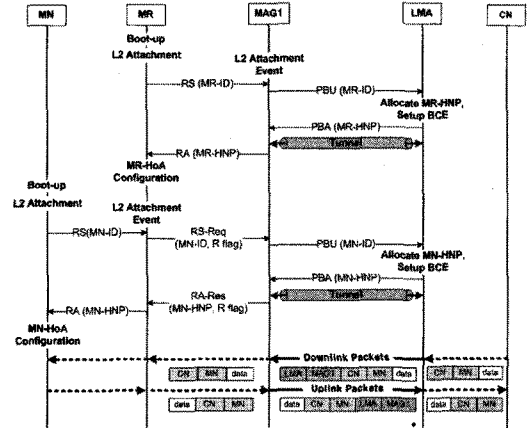 MN MR MAG1 LMA CN
Boot-up
L2 Attachment
L2 Attachment
Event
RS (MR-ID)
PBU (MR-ID)
Allocate MR-HNP,
Setup BCE
PBA (MR-HNP)
Tunnel
RA (MR-HNP)
MR-HoA
Configuration
Boot-up
L2 Attachment
L2 Attachment
Event
RS(MN-ID)
RS-Req
(MN-ID, R flag)
PBU (MN-ID)
Allocate MN-HNP,
Setup BCE
PBA (MN-HNP)
Tunnel
RA-Res
(MN-HNP, R flag)
RA (MN-HNP)
MN-HoA
Configuration
Downlink Packets
CN MN data LMA MAG1 CN MN data CN MN data
Uplink Packets
data CN MN data CN MN LMA MAG1 data CN MN